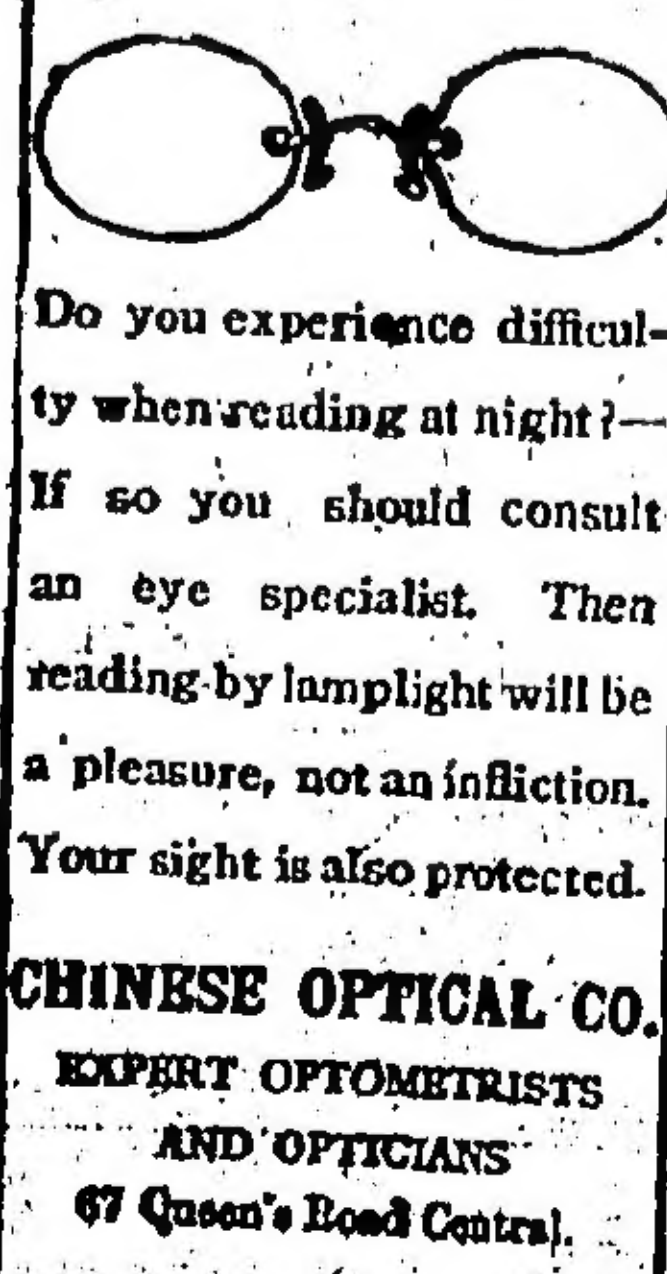 Do you experience difficul-
ty when reading at night?—
If so you should consult
an eye specialist. Then
reading by lamplight will be
a pleasure, not an infliction.
Your sight is also protected.
CHINESE OPTICAL CO.
EXPERT OPTOMETRISTS
AND OPTICIANS
67 Queen's Road Central.